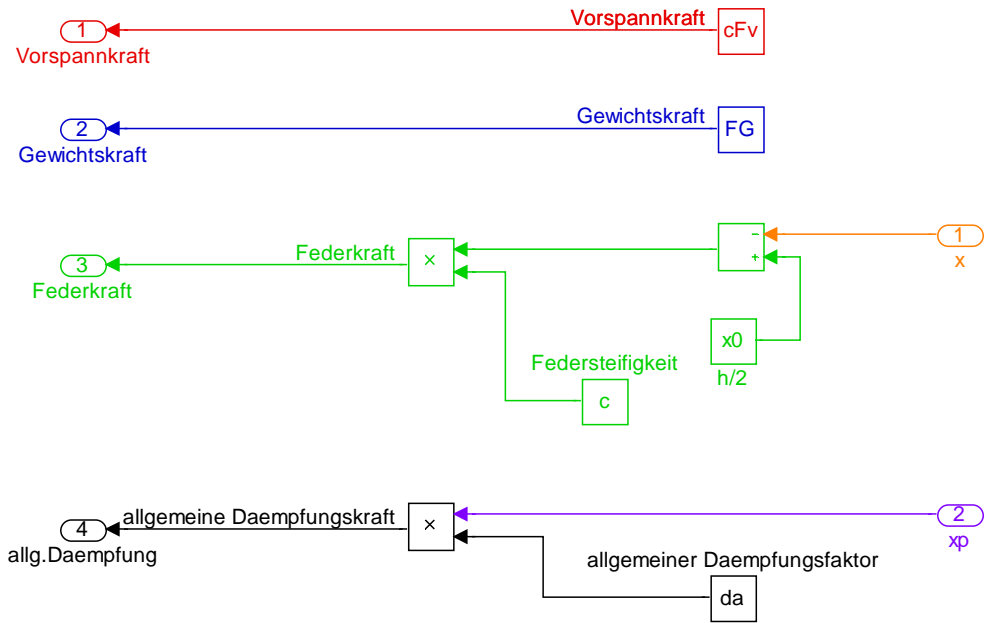 Vorspannkraft
1
cFv
Vorspannkraft
Gewichtskraft
2
FG
Gewichtskraft
−
1
Federkraft
×
+
x
3
Federkraft
x0
Federsteifigkeit
h/2
c
allgemeine Daempfungskraft
×
2
4
xp
allg.Daempfung
allgemeiner Daempfungsfaktor
da